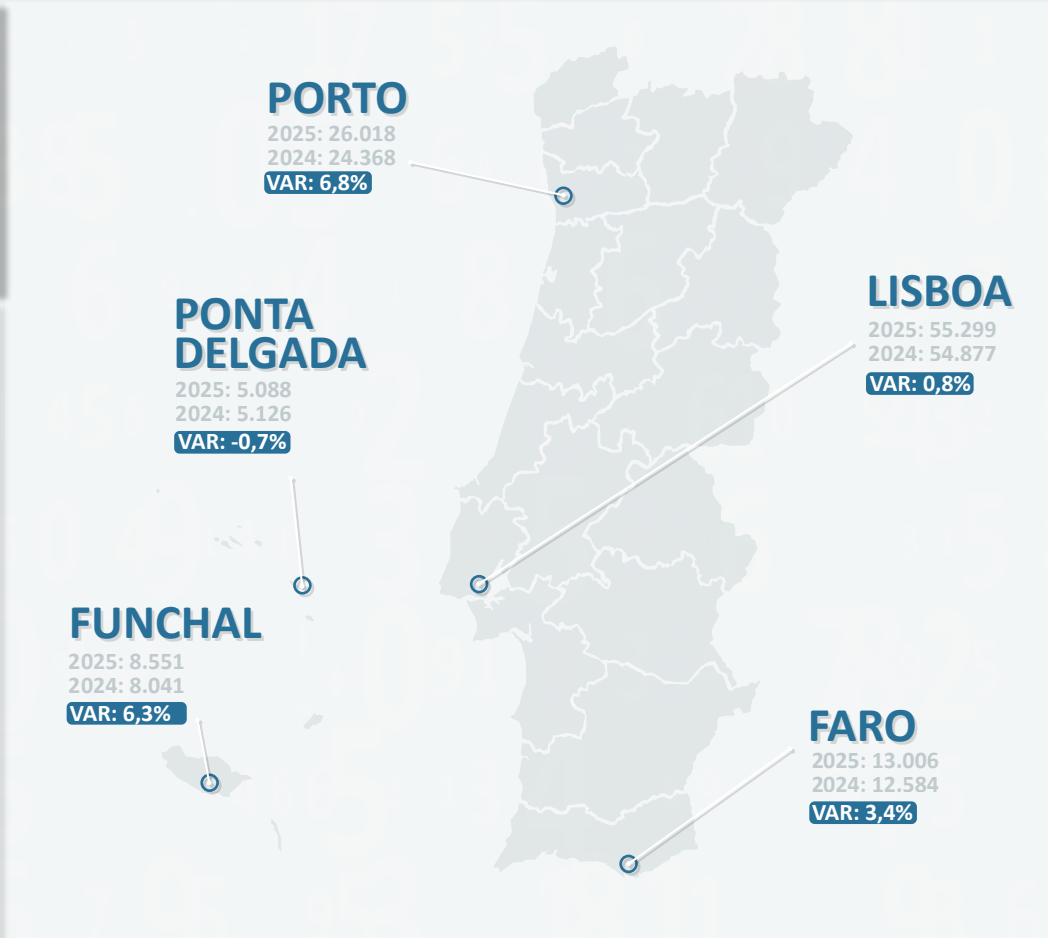 PORTO
2025: 26.018
2024: 24.368
VAR: 6,8%
LISBOA
2025: 55.299
2024: 54.877
VAR: 0,8%
PONTA
DELGADA
2025: 5.088
2024: 5.126
VAR: -0,7%
FUNCHAL
2025: 8.551
2024: 8.041
VAR: 6,3%
FARO
2025: 13.006
2024: 12.584
VAR: 3,4%